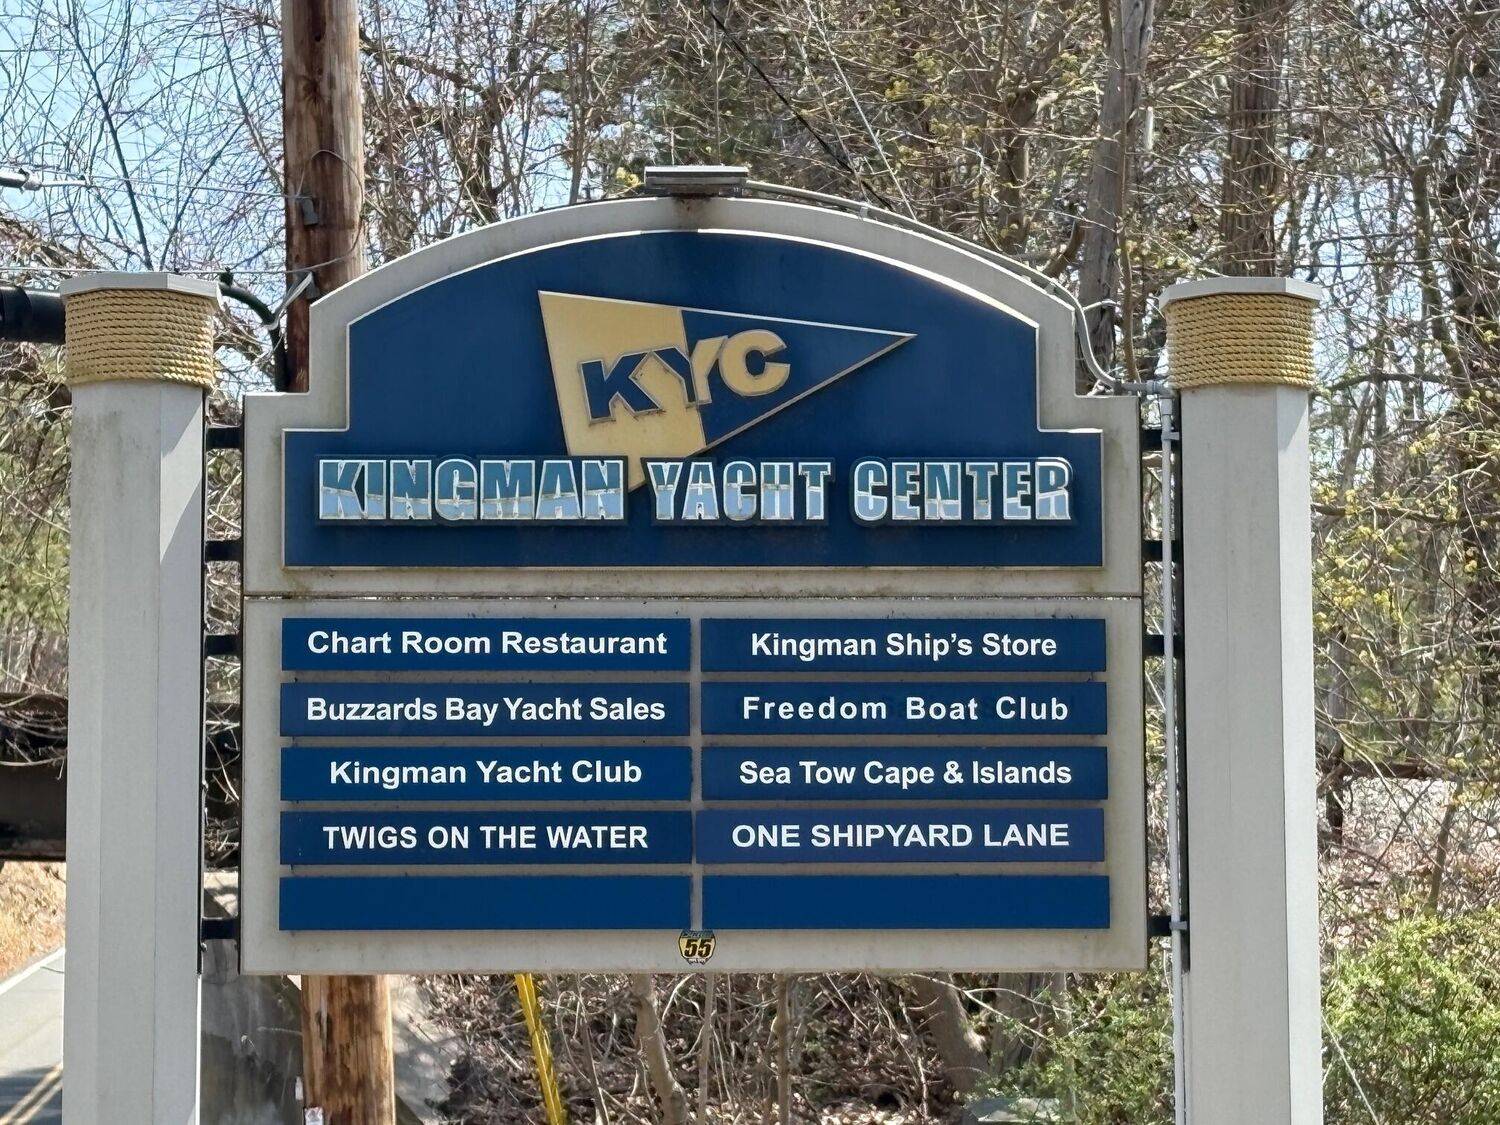 KYC
KINGMAN YACHT CENTER
Chart Room Restaurant
Kingman Ship's Store
Buzzards Bay Yacht Sales
Freedom Boat Club
Kingman Yacht Club
Sea Tow Cape & Islands
TWIGS ON THE WATER
ONE SHIPYARD LANE
55